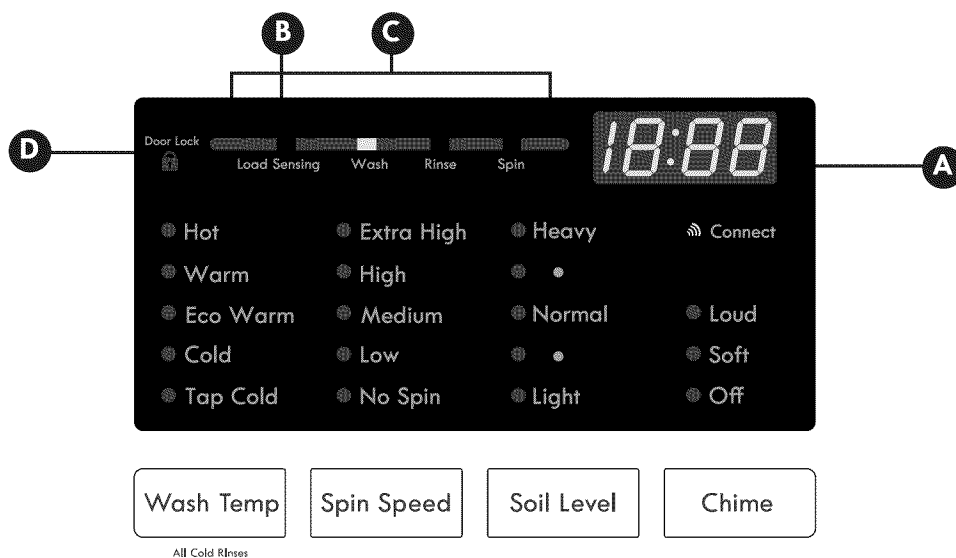 B
C
D
A
Door Lock
18:88
Load Sensing Wash Rinse Spin
Hot Extra High Heavy Connect
Warm High
Eco Warm Medium Normal Loud
Cold Low Soft
Tap Cold No Spin Light Off
Wash Temp Spin Speed Soil Level Chime
All Cold Rinses